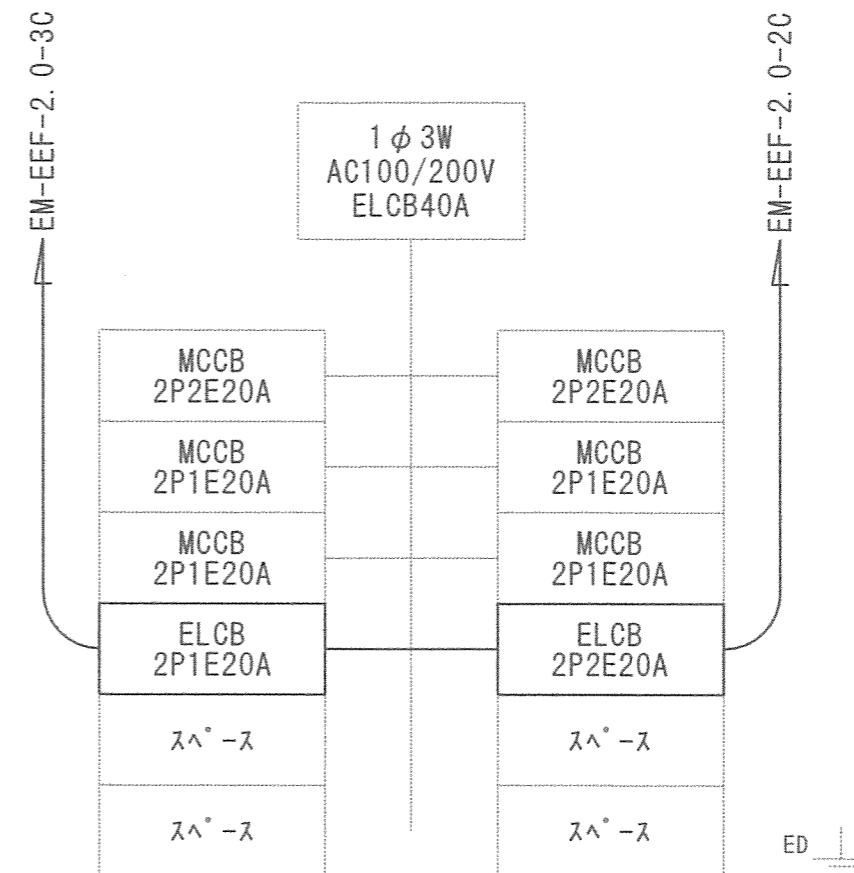 EM-EEF-2.0-3C
EM-EEF-2.0-2C
1φ3W
AC100/200V
ELCB40A
MCCB
2P2E20A
MCCB
2P2E20A
MCCB
2P1E20A
MCCB
2P1E20A
MCCB
2P1E20A
MCCB
2P1E20A
ELCB
2P1E20A
ELCB
2P2E20A
ｽﾍﾟｰｽ
ｽﾍﾟｰｽ
ｽﾍﾟｰｽ
ｽﾍﾟｰｽ
ED